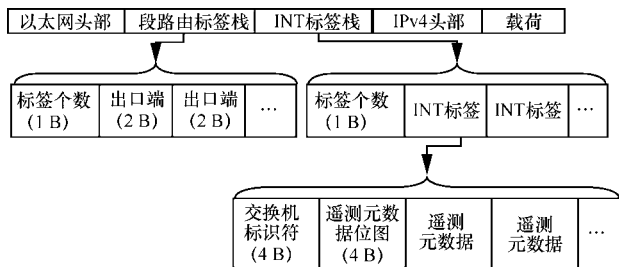 以太网头部 段路由标签栈 INT标签栈 IPv4头部 载荷
标签个数 出口端 出口端 … 标签个数 INT标签 INT标签 …
(1 B) (2 B) (2 B) (1 B)
交换机 遥测元数 遥测 遥测 …
标识符 据位图 元数据 元数据
(4 B) (4 B)